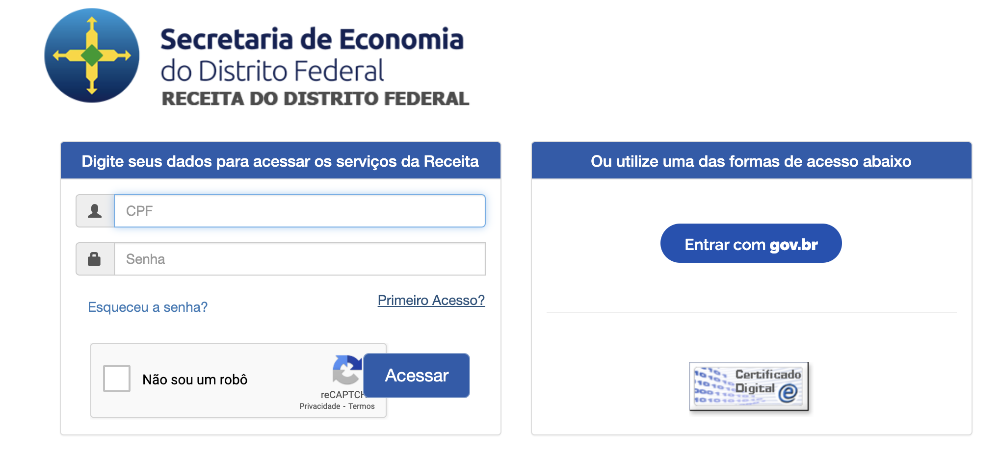 Secretaria de Economia
do Distrito Federal
RECEITA DO DISTRITO FEDERAL
Digite seus dados para acessar os serviços da Receita
CPF
Senha
Esqueceu a senha?
Primeiro Acesso?
Não sou um robô
reCAPTCH
Privacidade - Termos
Acessar
Ou utilize uma das formas de acesso abaixo
Entrar com gov.br
Certificado
Digital